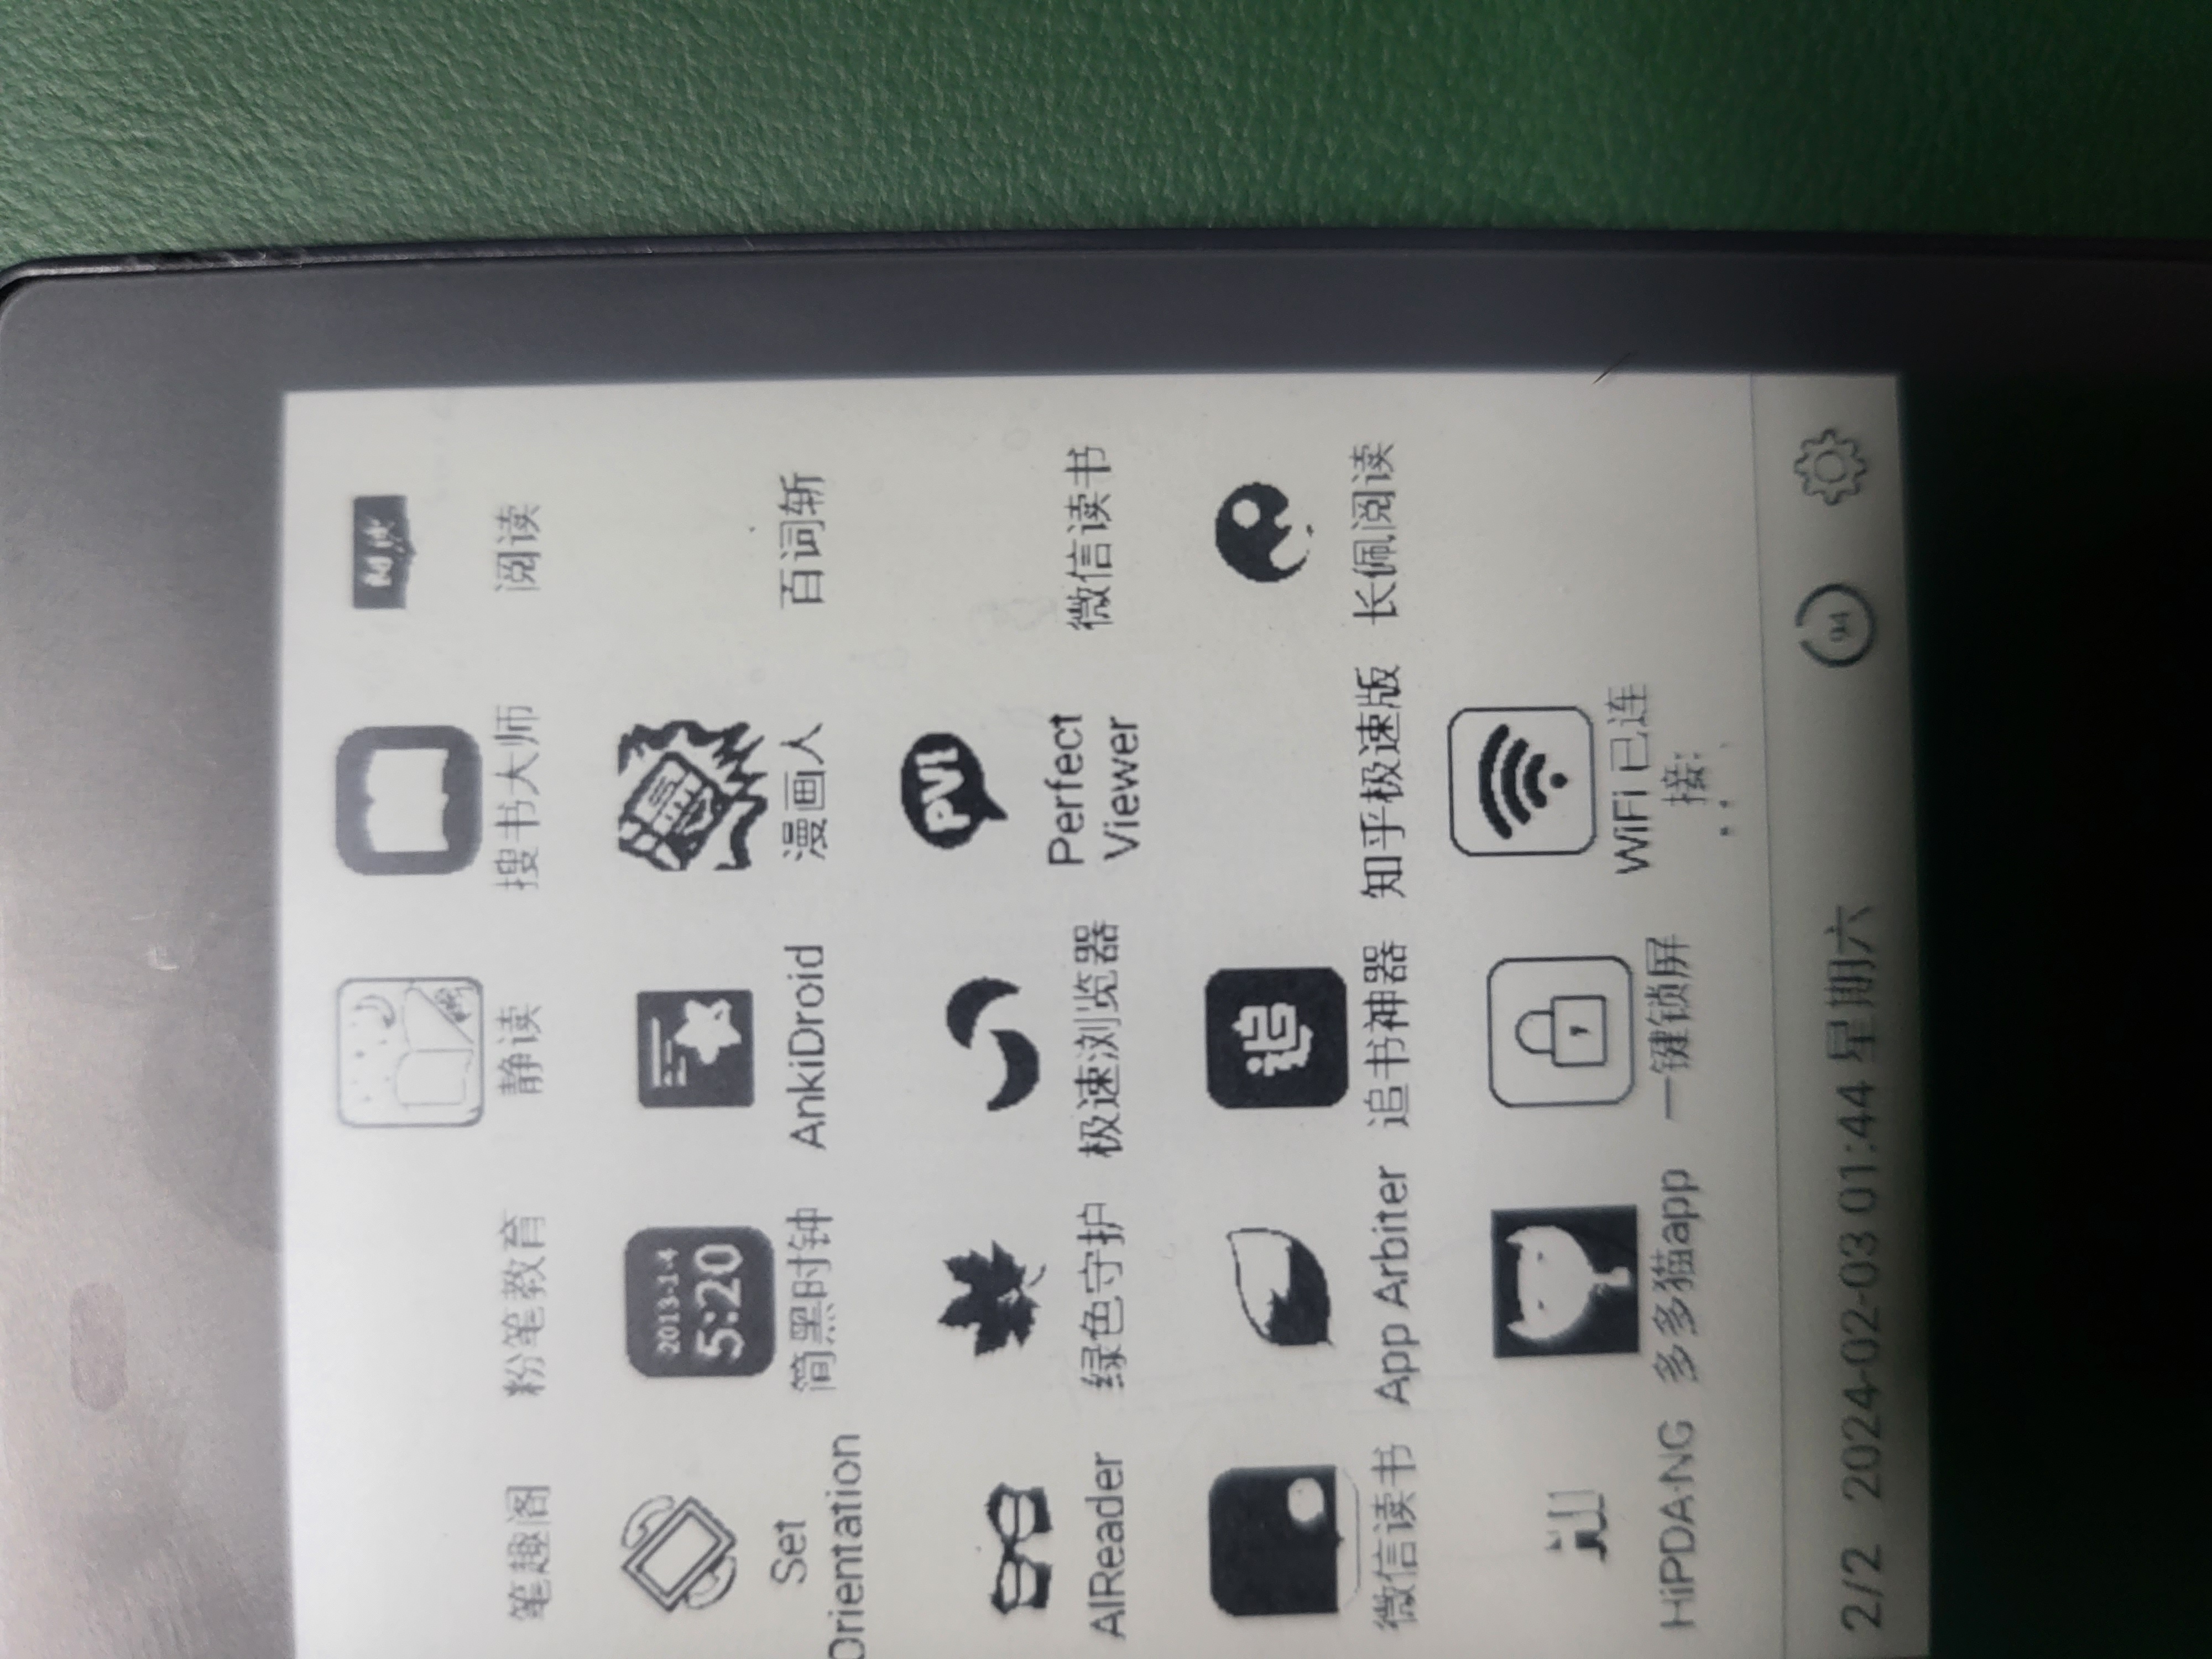 阅读
笔趣阁 粉笔教育 静读 搜书大师 阅读
2013-1-4
5:20
Set
Orientation
简黑时钟 AnkiDroid 漫画人 百词斩
PVI
AlReader 绿色守护 极速浏览器
Perfect
Viewer
微信读书
追
微信读书 App Arbiter 追书神器 知乎极速版 长佩阅读
HiPDA·NG 多多猫app 一键锁屏
WiFi 已连
接:
2/2 2024-02-03 01:44 星期六 94